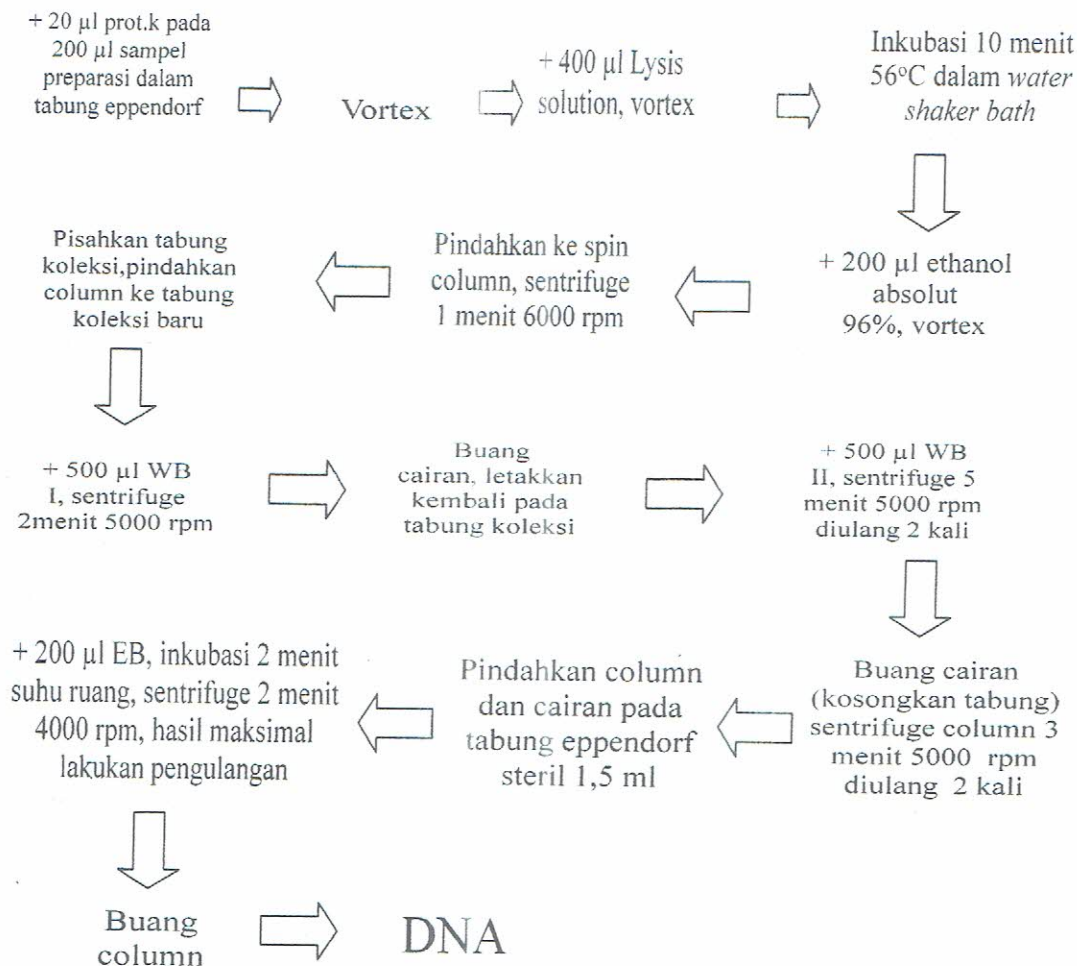 + 20 µl prot.k pada
200 µl sampel
preparasi dalam
tabung eppendorf
Vortex
+ 400 µl Lysis
solution, vortex
Inkubasi 10 menit
56°C dalam water
shaker bath
+ 200 µl ethanol
absolut
96%, vortex
Pindahkan ke spin
column, sentrifuge
1 menit 6000 rpm
Pisahkan tabung
koleksi,pindahkan
column ke tabung
koleksi baru
+ 500 µl WB
I, sentrifuge
2menit 5000 rpm
Buang
cairan, letakkan
kembali pada
tabung koleksi
+ 500 µl WB
II, sentrifuge 5
menit 5000 rpm
diulang 2 kali
Buang cairan
(kosongkan tabung)
sentrifuge column 3
menit 5000 rpm
diulang 2 kali
Pindahkan column
dan cairan pada
tabung eppendorf
steril 1,5 ml
+ 200 µl EB, inkubasi 2 menit
suhu ruang, sentrifuge 2 menit
4000 rpm, hasil maksimal
lakukan pengulangan
Buang
column
DNA